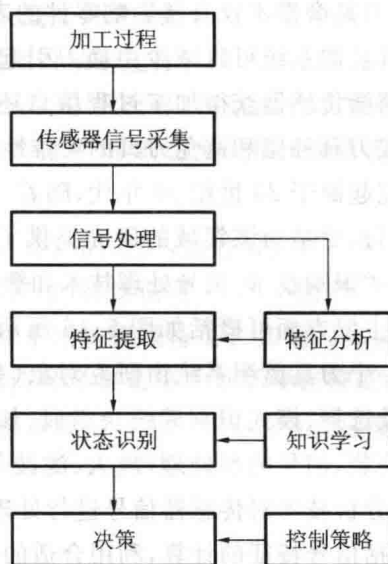 加工过程
传感器信号采集
信号处理
特征提取
特征分析
状态识别
知识学习
决策
控制策略